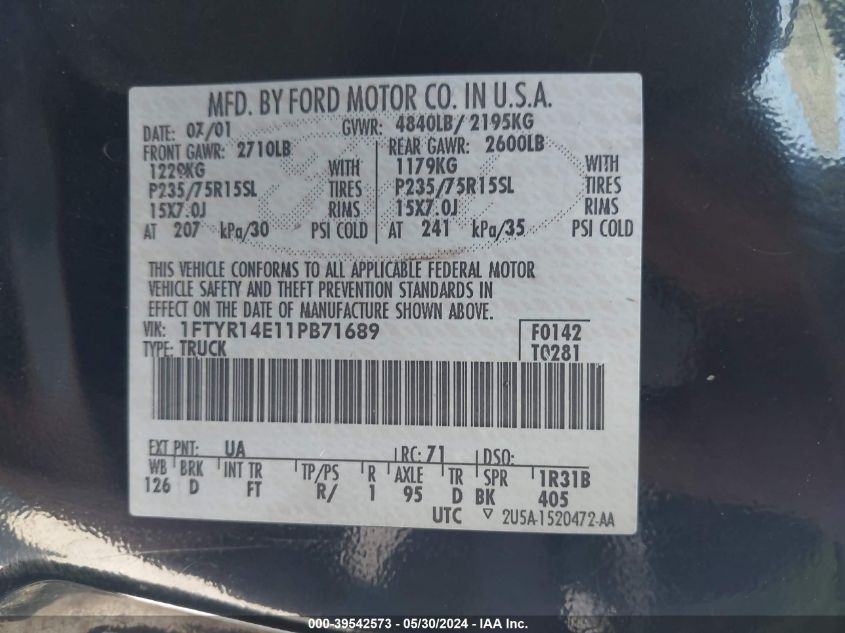 MFD. BY FORD MOTOR CO. IN U.S.A.
DATE: 07/01 GVWR: 4840LB/ 2195KG
FRONT GAWR: 2710LB REAR GAWR: 2600LB
1229KG WITH 1179KG WITH
P235/75R15SL TIRES P235/75R15SL TIRES
15X7.0J RIMS 15X7.0J RIMS
AT 207 kPa/30 PSI COLD AT 241 kPa/35 PSI COLD
THIS VEHICLE CONFORMS TO ALL APPLICABLE FEDERAL MOTOR
VEHICLE SAFETY AND THEFT PREVENTION STANDARDS IN
EFFECT ON THE DATE OF MANUFACTURE SHOWN ABOVE.
VIN: 1FTYR14E11PB71689 F0142
TYPE: TRUCK T0281
EXT PNT: UA RC: 71 DSO:
WB BRK INT TR TP/PS R AXLE TR SPR 1R31B
126 D FT R/ 1 95 D BK 405
UTC ▽ 2U5A-1520472-AA
000-39542573 — 05/30/2024 — IAA Inc.